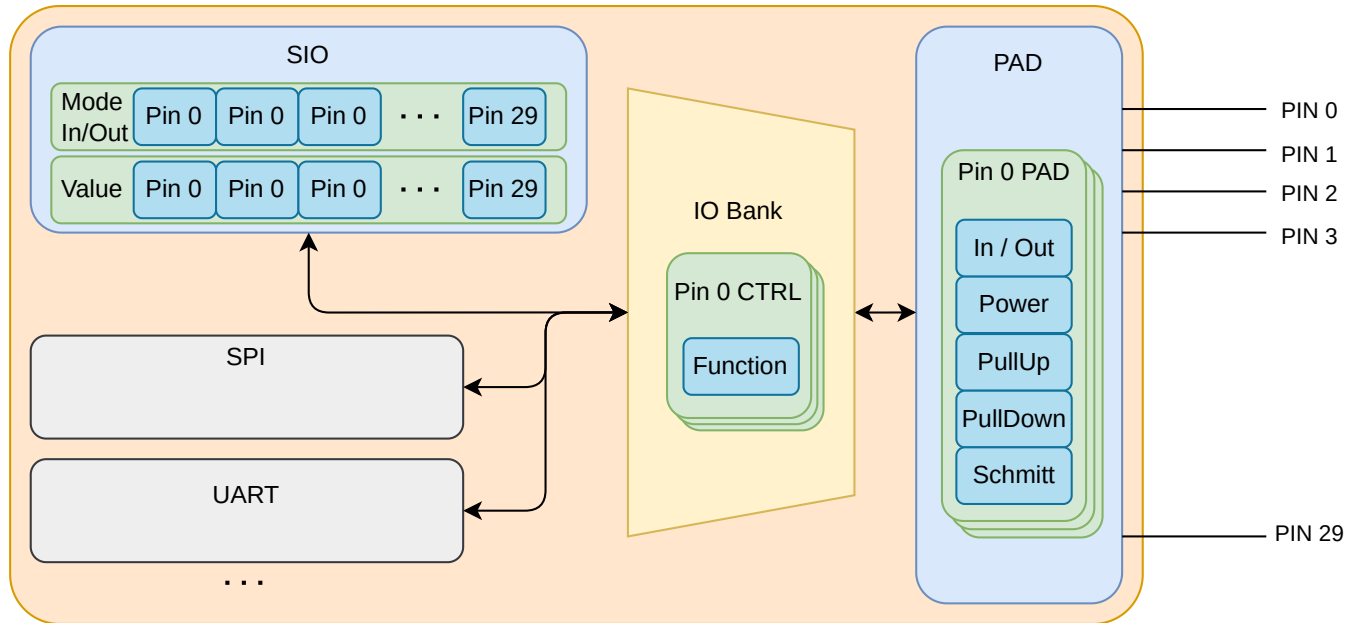 SIO
Mode
In/Out
Pin 0 Pin 0 Pin 0 . . . Pin 29
Value Pin 0 Pin 0 Pin 0 . . . Pin 29
SPI
UART
. . .
IO Bank
Pin 0 CTRL
Function
PAD
Pin 0 PAD
In / Out
Power
PullUp
PullDown
Schmitt
PIN 0
PIN 1
PIN 2
PIN 3
PIN 29